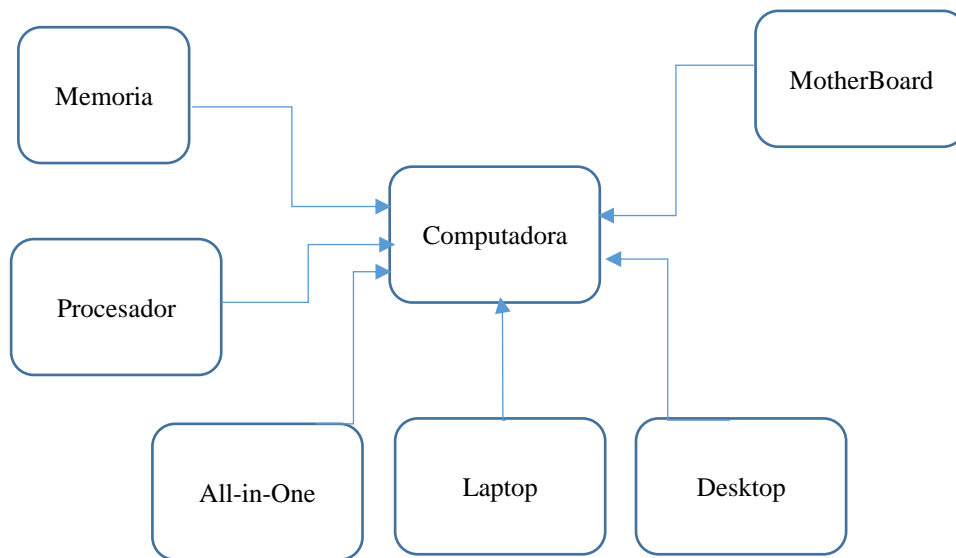 Memoria
MotherBoard
Computadora
Procesador
All-in-One
Laptop
Desktop